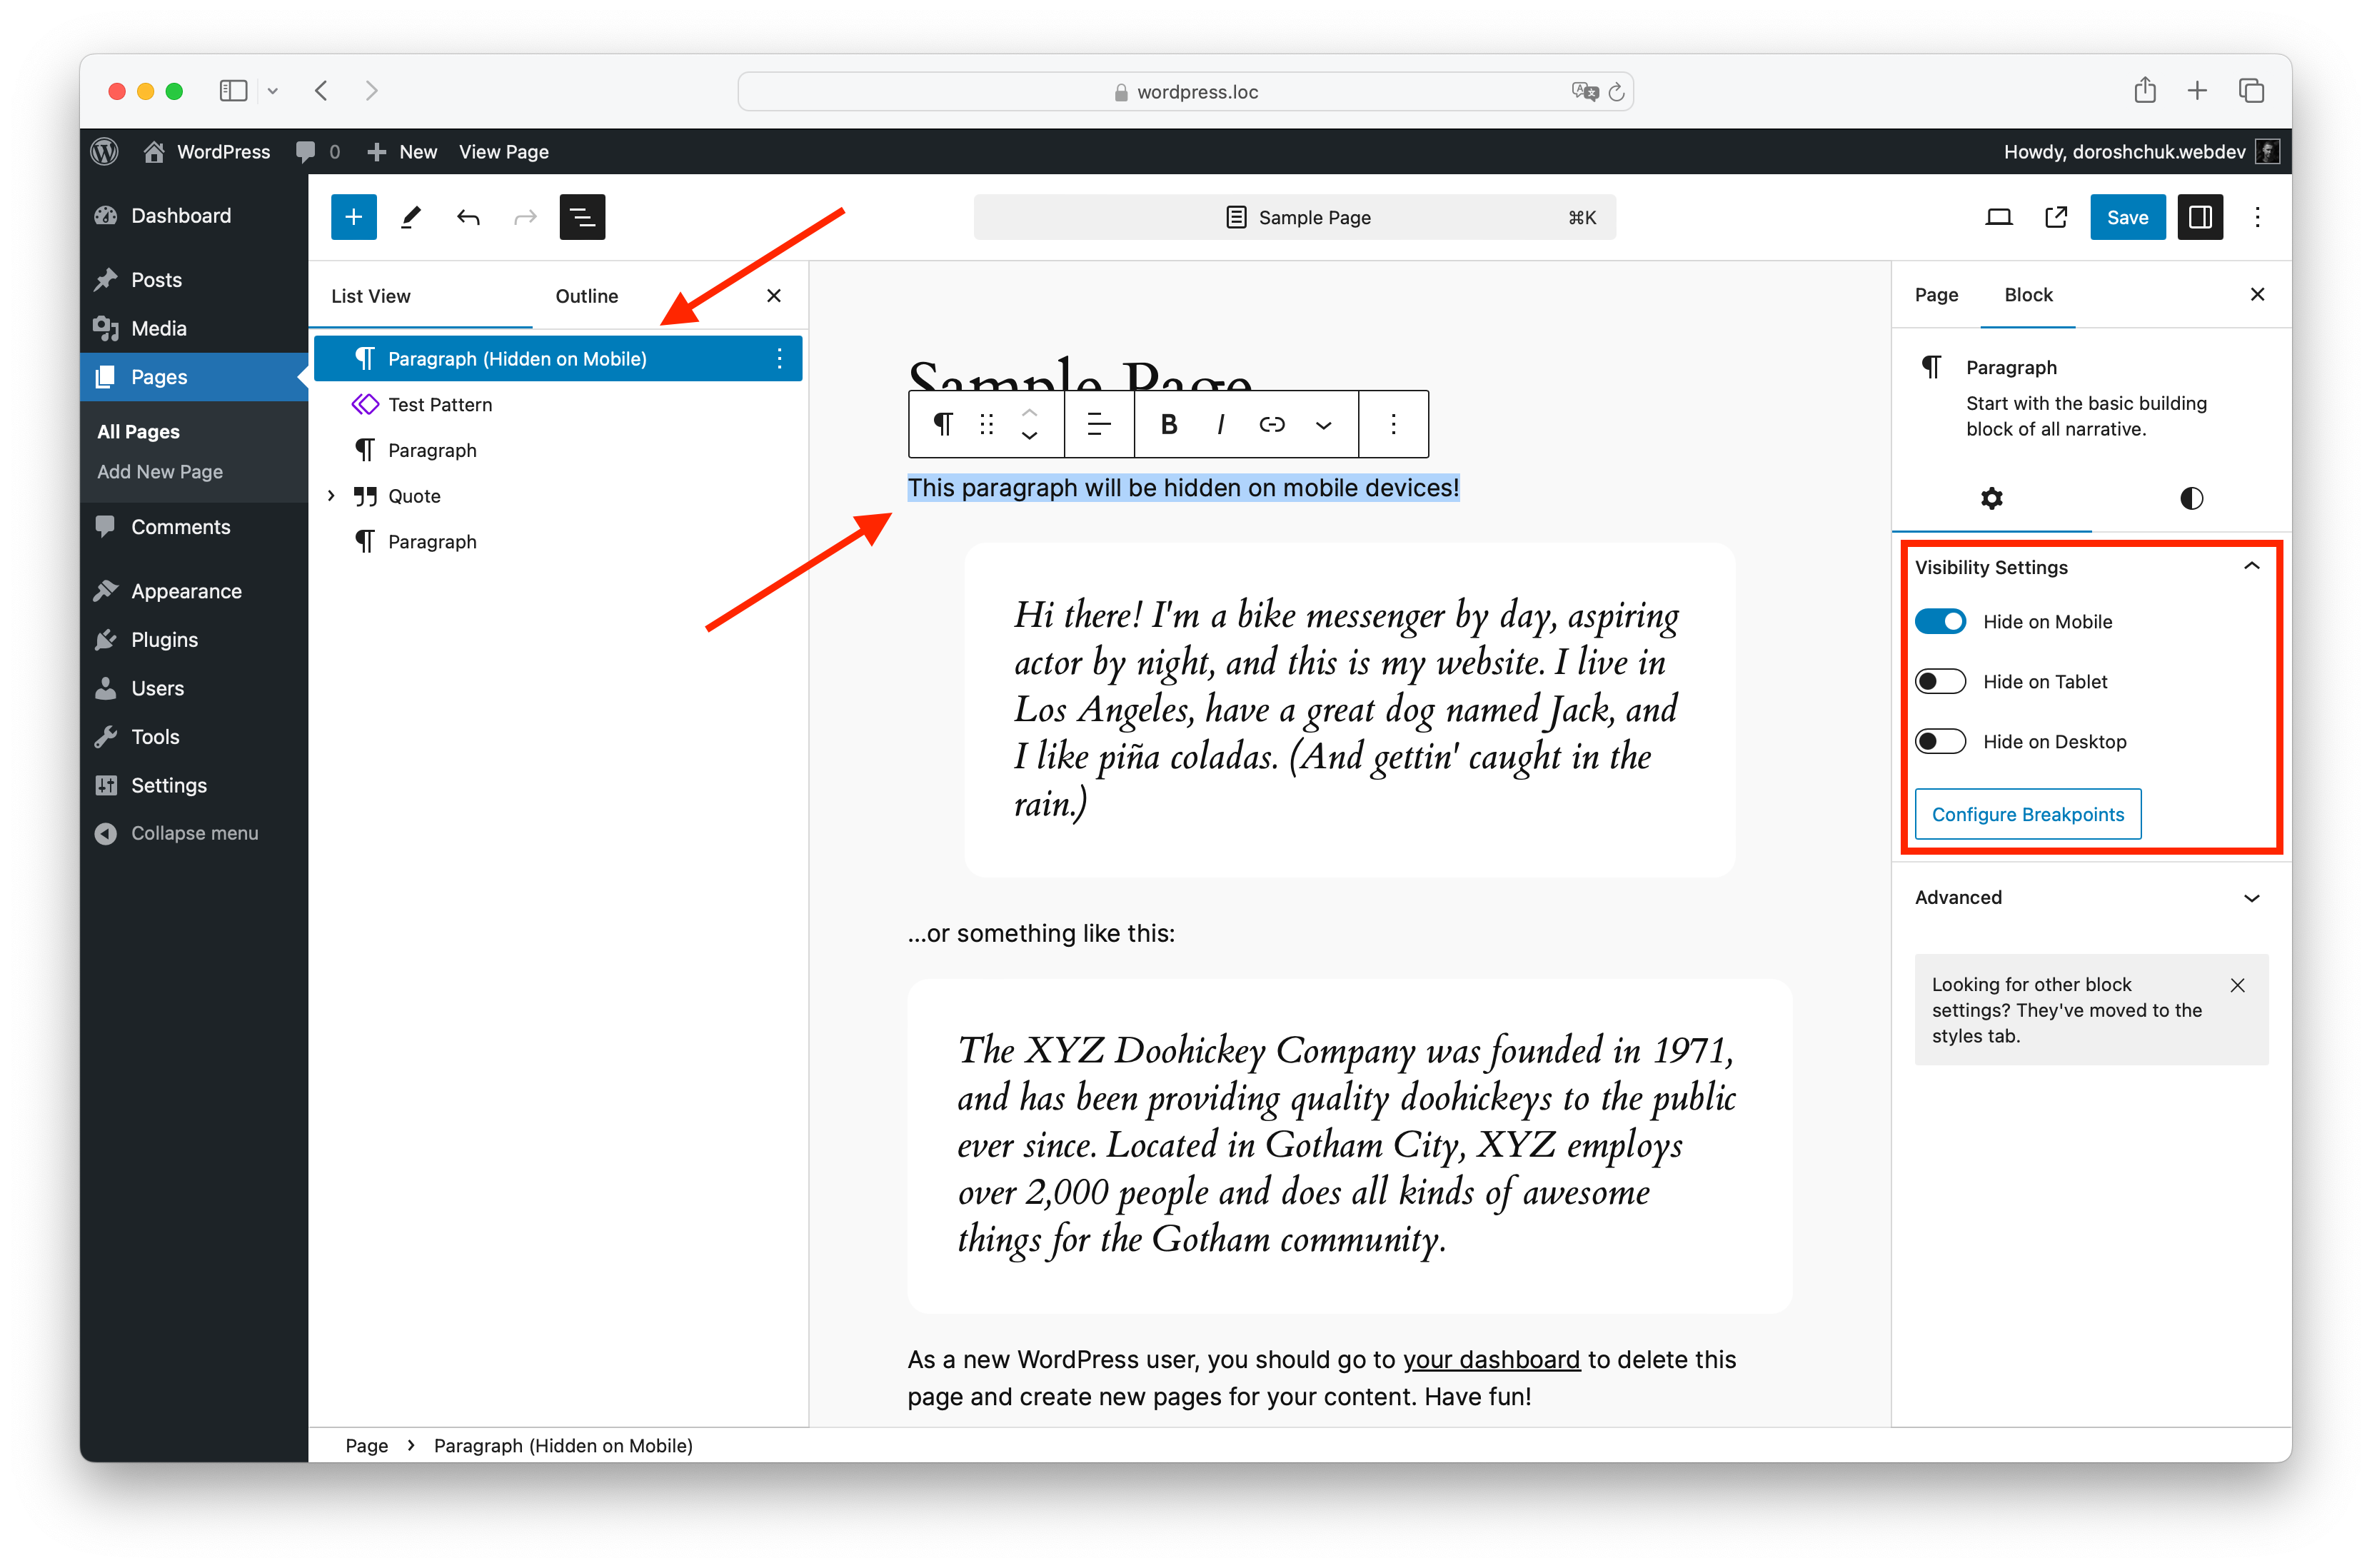 wordpress.loc
WordPress
0
New
View Page
Howdy, doroshchuk.webdev
Dashboard
Posts
Media
Pages
All Pages
Add New Page
Comments
Appearance
Plugins
Users
Tools
Settings
Collapse menu
Sample Page
⌘K
Save
List View
Outline
Paragraph (Hidden on Mobile)
Test Pattern
Paragraph
Quote
Paragraph
Sample Page
B I
This paragraph will be hidden on mobile devices!
Hi there! I'm a bike messenger by day, aspiring
actor by night, and this is my website. I live in
Los Angeles, have a great dog named Jack, and
I like piña coladas. (And gettin' caught in the
rain.)
...or something like this:
The XYZ Doohickey Company was founded in 1971,
and has been providing quality doohickeys to the public
ever since. Located in Gotham City, XYZ employs
over 2,000 people and does all kinds of awesome
things for the Gotham community.
As a new WordPress user, you should go to your dashboard to delete this
page and create new pages for your content. Have fun!
Page
Block
Paragraph
Start with the basic building
block of all narrative.
Visibility Settings
Hide on Mobile
Hide on Tablet
Hide on Desktop
Configure Breakpoints
Advanced
Looking for other block
settings? They've moved to the
styles tab.
Page › Paragraph (Hidden on Mobile)